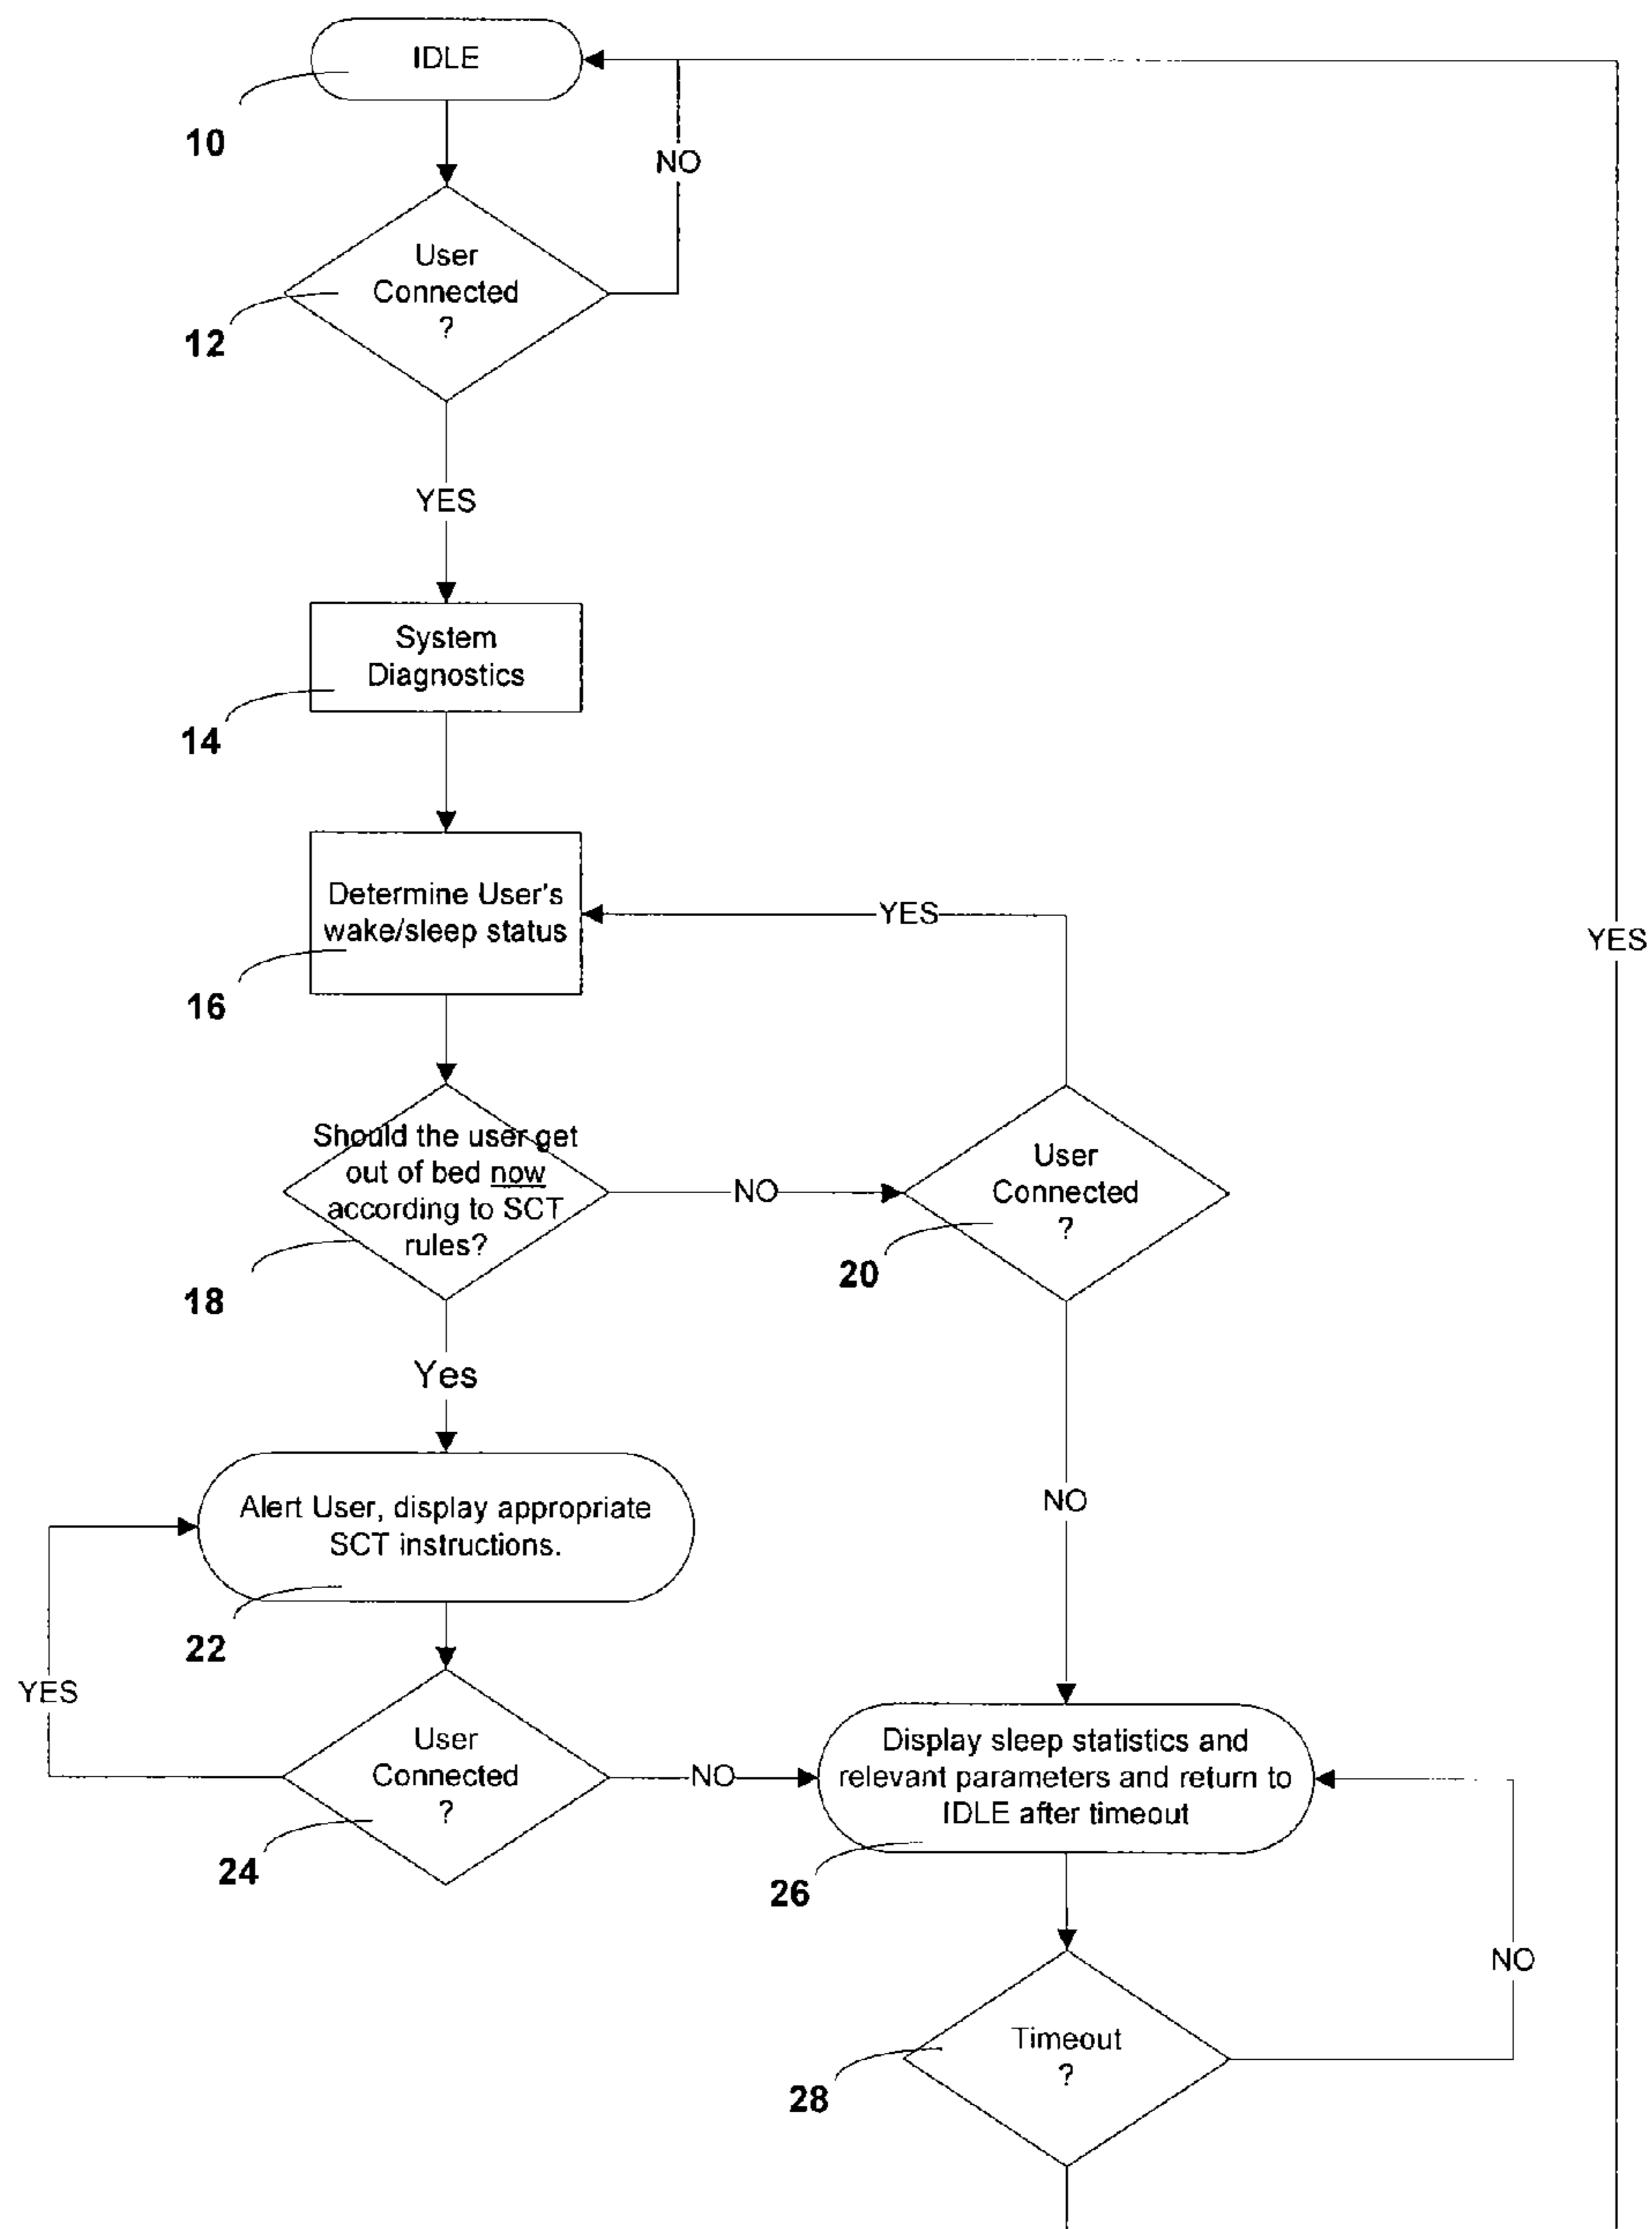 IDLE
10
NO
User
Connected
?
12
YES
System
Diagnostics
14
Determine User's
wake/sleep status
16
YES
YES
Should the user get
out of bed now
according to SCT
rules?
18
NO
User
Connected
?
20
Yes
NO
Alert User, display appropriate
SCT instructions.
22
YES
User
Connected
?
24
NO
Display sleep statistics and
relevant parameters and return to
IDLE after timeout
26
NO
Timeout
?
28